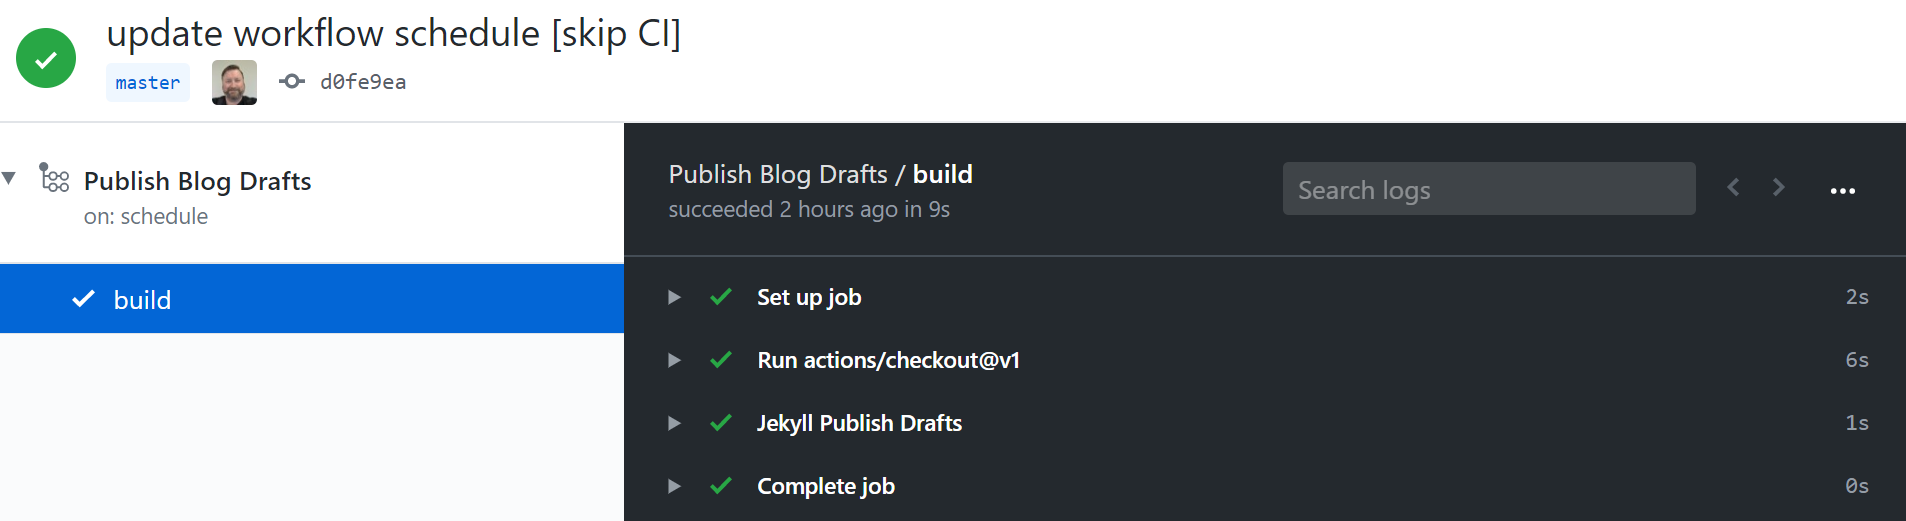 update workflow schedule [skip CI]
master d0fe9ea
Publish Blog Drafts
on: schedule
build
Publish Blog Drafts / build
succeeded 2 hours ago in 9s
Search logs
Set up job 2s
Run actions/checkout@v1 6s
Jekyll Publish Drafts 1s
Complete job 0s